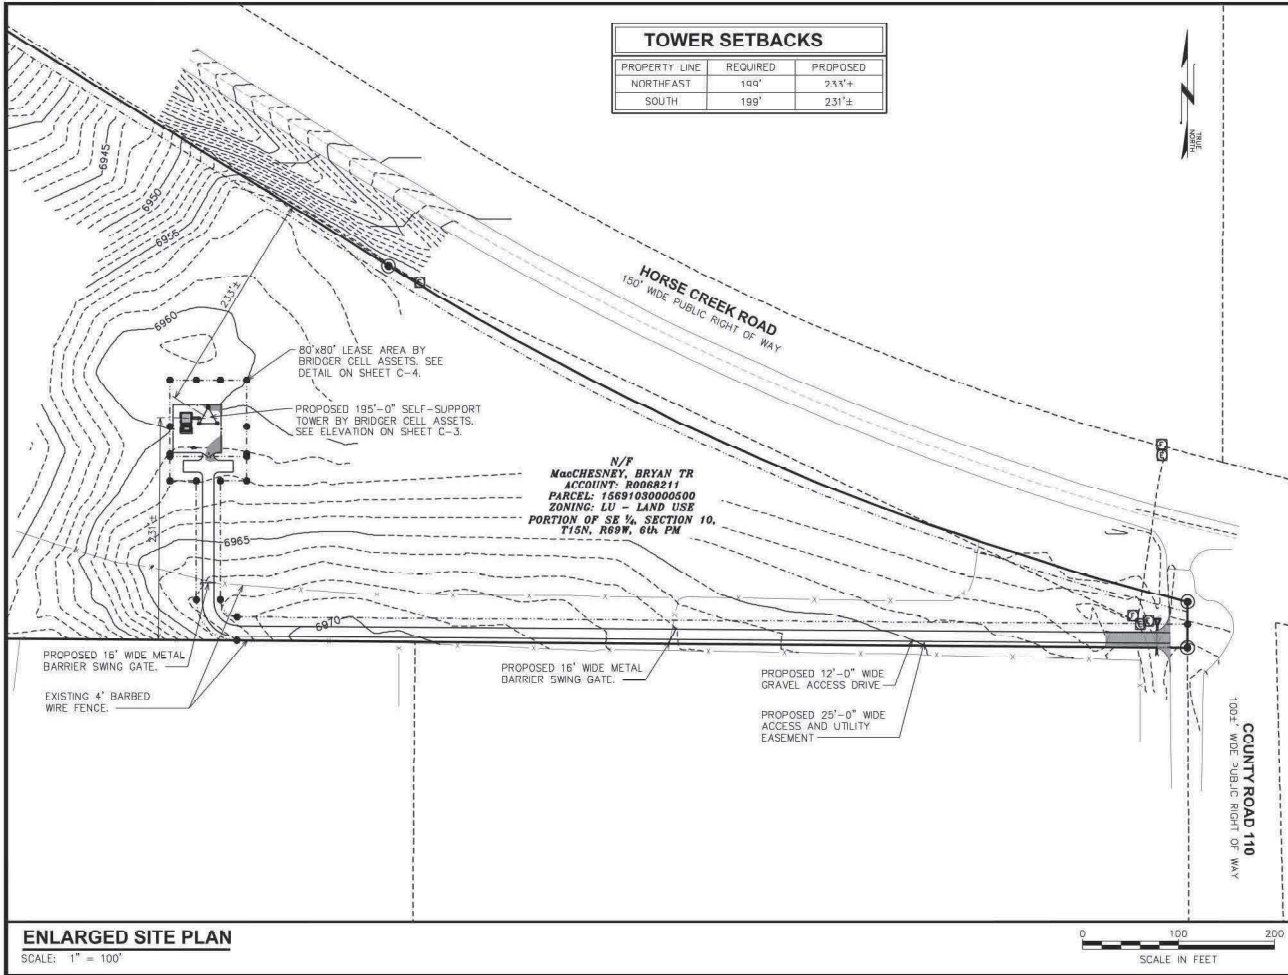 TOWER SETBACKS
PROPERTY LINE REQUIRED PROPOSED
NORTHEAST 199' 233'±
SOUTH 199' 231'±
TRUE
NORTH
6945
6950
6955
6960
233'±
HORSE CREEK ROAD
150' WIDE PUBLIC RIGHT OF WAY
80'x80' LEASE AREA BY
BRIDGER CELL ASSETS. SEE
DETAIL ON SHEET C-4.
PROPOSED 195'-0" SELF-SUPPORT
TOWER BY BRIDGER CELL ASSETS.
SEE ELEVATION ON SHEET C-3.
N/F
MacCHESNEY, BRYAN TR
ACCOUNT: R0068211
PARCEL: 15691030000500
ZONING: LU - LAND USE
PORTION OF SE ¼, SECTION 10,
T15N, R69W, 6th PM
231'±
6965
6970
PROPOSED 16' WIDE METAL
BARRIER SWING GATE.
EXISTING 4' BARBED
WIRE FENCE.
PROPOSED 16' WIDE METAL
BARRIER SWING GATE.
PROPOSED 12'-0" WIDE
GRAVEL ACCESS DRIVE
PROPOSED 25'-0" WIDE
ACCESS AND UTILITY
EASEMENT
COUNTY ROAD 110
100±' WIDE PUBLIC RIGHT OF WAY
ENLARGED SITE PLAN
SCALE: 1" = 100'
0 100 200
SCALE IN FEET